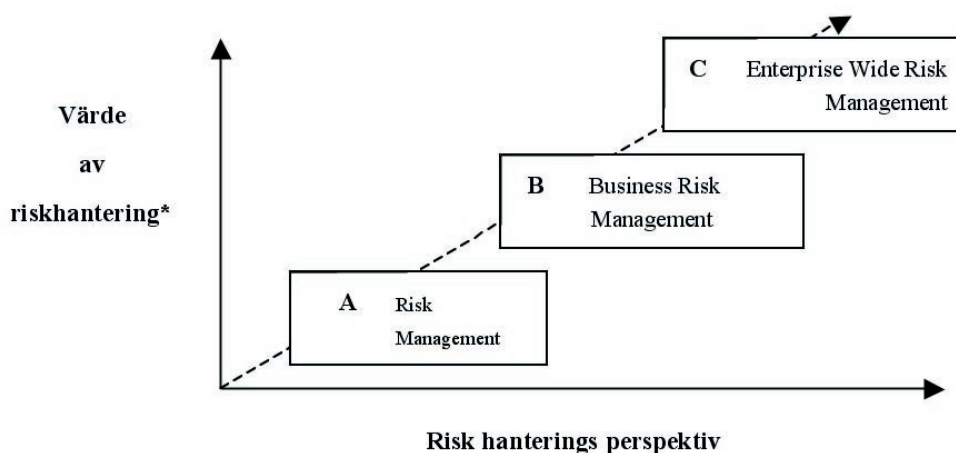 C Enterprise Wide Risk
Management
Värde
av
riskhantering*
B Business Risk
Management
A Risk
Management
Risk hanterings perspektiv